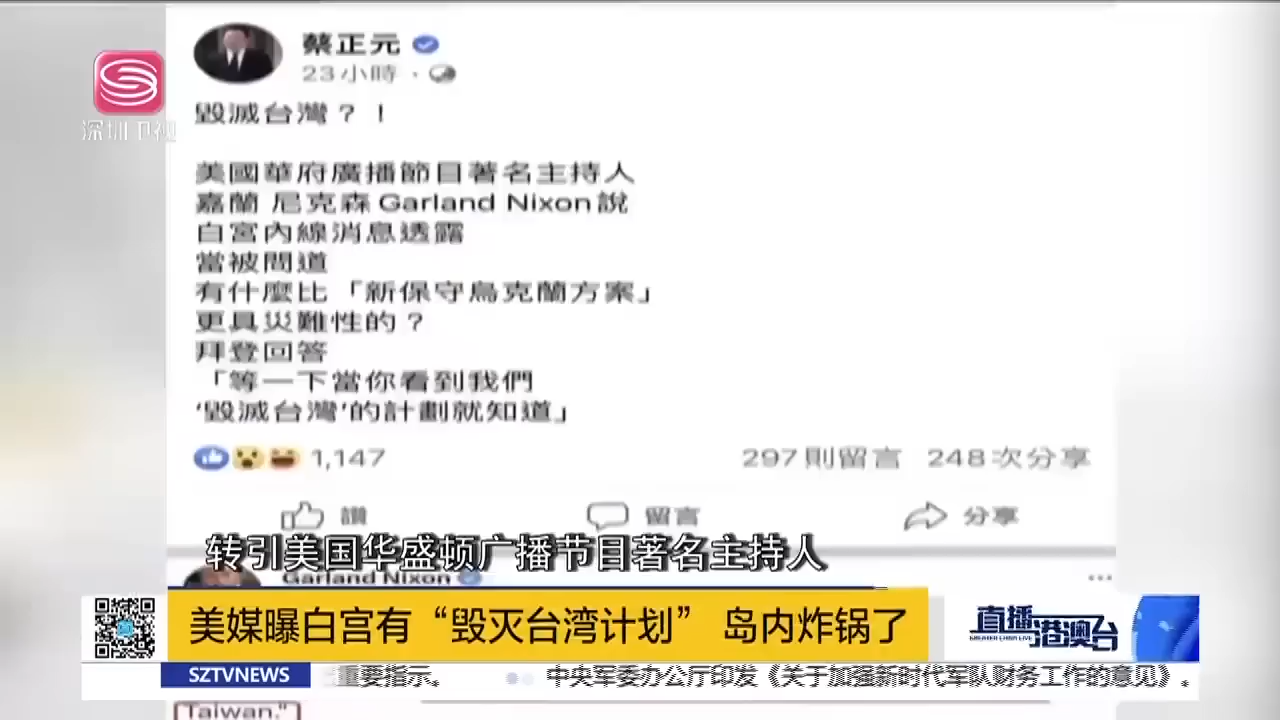 蔡正元
23小時
深圳卫视
毀滅台灣？！
美國華府廣播節目著名主持人
嘉蘭 尼克森 Garland Nixon 說
白宮內線消息透露
當被問道
有什麼比「新保守烏克蘭方案」
更具災難性的？
拜登回答
「等一下當你看到我們
‘毀滅台灣’的計劃就知道」
1,147
297則留言 248次分享
讚 留言 分享
转引美国华盛顿广播节目著名主持人
Garland Nixon
美媒曝白宫有“毁灭台湾计划” 岛内炸锅了
直播港澳台
SZTVNEWS
重要指示。 中央军委办公厅印发《关于加强新时代军队财务工作的意见》.
Taiwan."